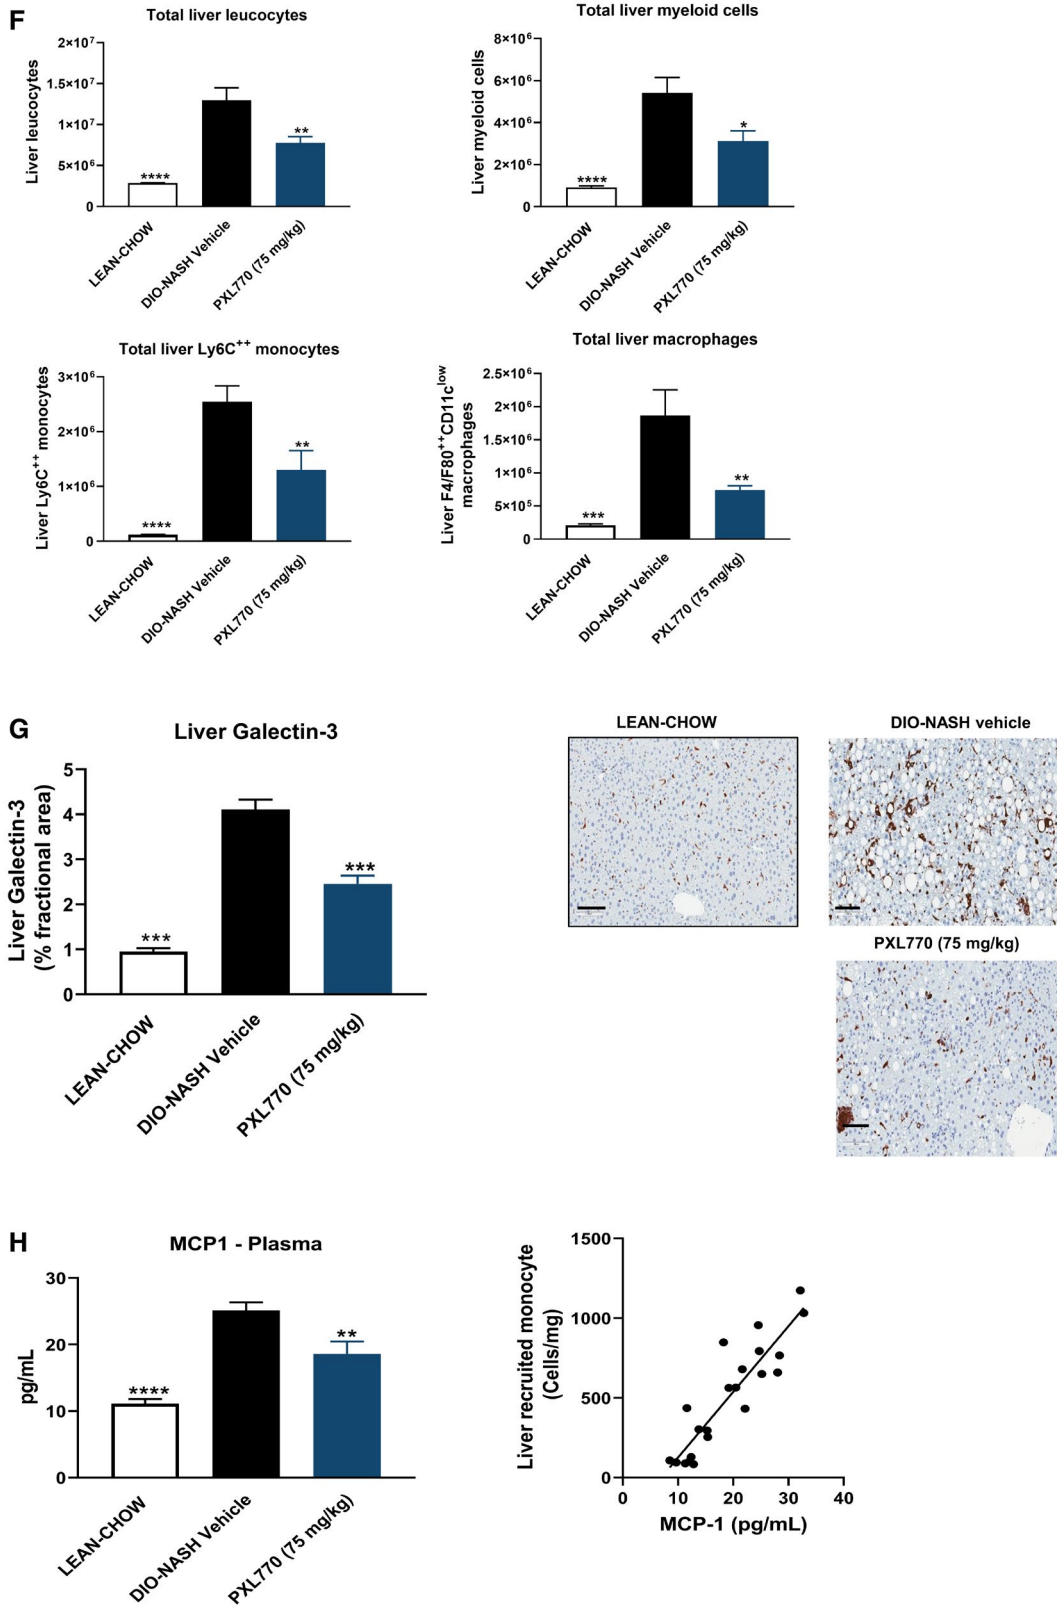 F
Total liver leucocytes
Liver leucocytes
2×10⁷
1.5×10⁷
1×10⁷
5×10⁶
0
****
**
LEAN-CHOW
DIO-NASH Vehicle
PXL770 (75 mg/kg)
Total liver myeloid cells
Liver myeloid cells
8×10⁶
6×10⁶
4×10⁶
2×10⁶
0
****
*
LEAN-CHOW
DIO-NASH Vehicle
PXL770 (75 mg/kg)
Total liver Ly6C⁺⁺ monocytes
Liver Ly6C⁺⁺ monocytes
3×10⁶
2×10⁶
1×10⁶
0
****
**
LEAN-CHOW
DIO-NASH Vehicle
PXL770 (75 mg/kg)
Total liver macrophages
Liver F4/F80⁺⁺CD11cˡᵒʷ
macrophages
2.5×10⁶
2×10⁶
1.5×10⁶
1×10⁶
5×10⁵
0
***
**
LEAN-CHOW
DIO-NASH Vehicle
PXL770 (75 mg/kg)
G
Liver Galectin-3
Liver Galectin-3
(% fractional area)
5
4
3
2
1
0
***
***
LEAN-CHOW
DIO-NASH Vehicle
PXL770 (75 mg/kg)
LEAN-CHOW
DIO-NASH vehicle
PXL770 (75 mg/kg)
H
MCP1 - Plasma
pg/mL
30
20
10
0
****
**
LEAN-CHOW
DIO-NASH Vehicle
PXL770 (75 mg/kg)
Liver recruited monocyte
(Cells/mg)
1500
1000
500
0
0 10 20 30 40
MCP-1 (pg/mL)